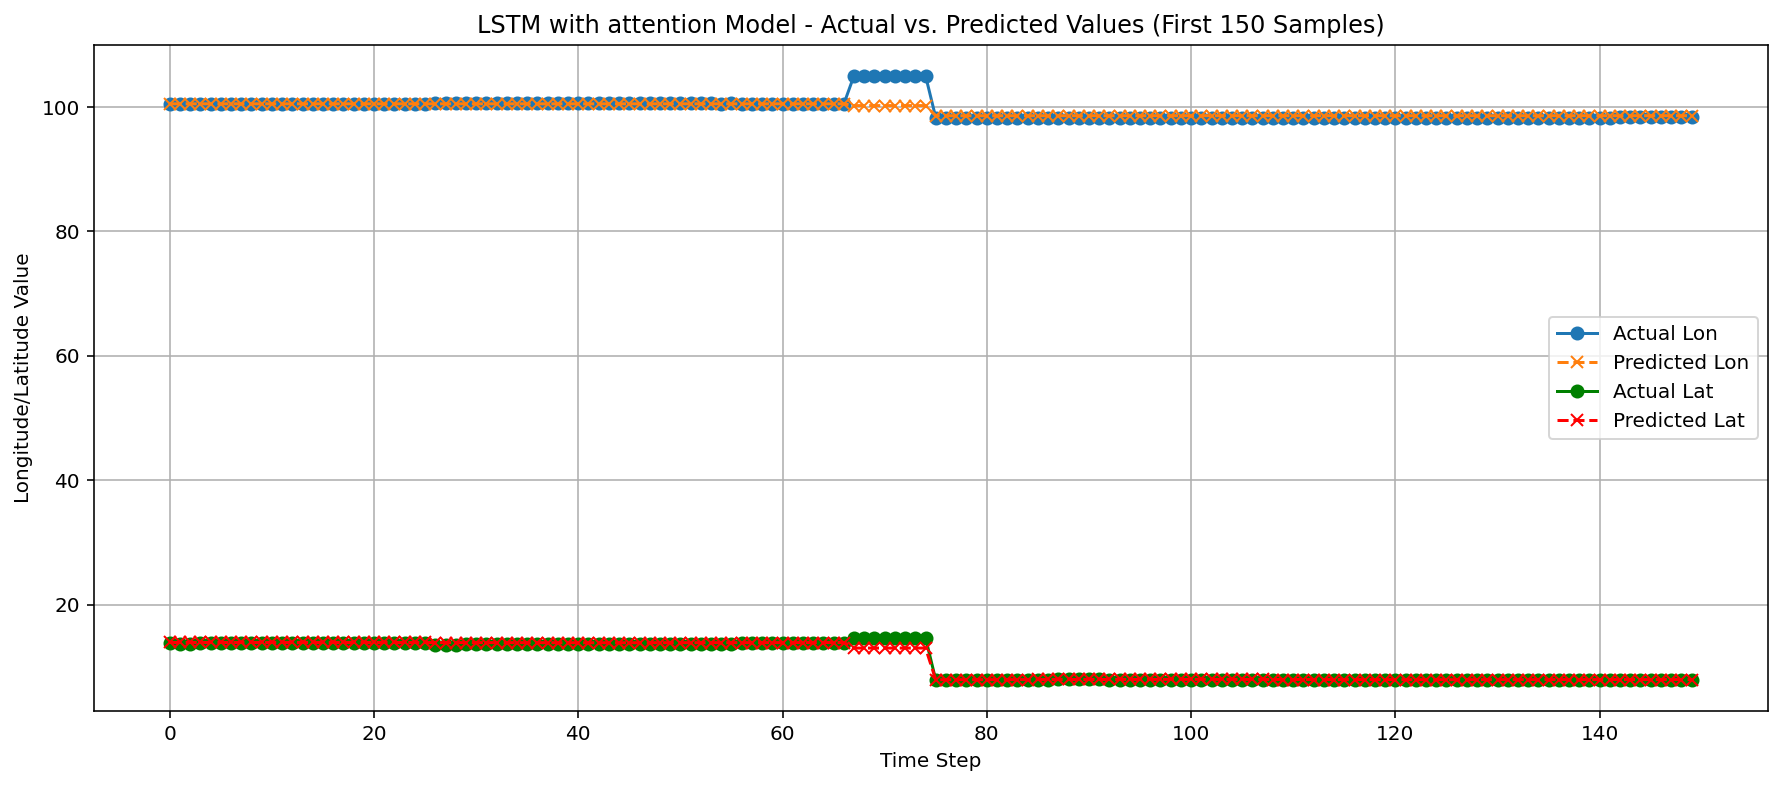 LSTM with attention Model - Actual vs. Predicted Values (First 150 Samples)
Longitude/Latitude Value
100
80
60
40
20
Actual Lon
Predicted Lon
Actual Lat
Predicted Lat
0 20 40 60 80 100 120 140
Time Step